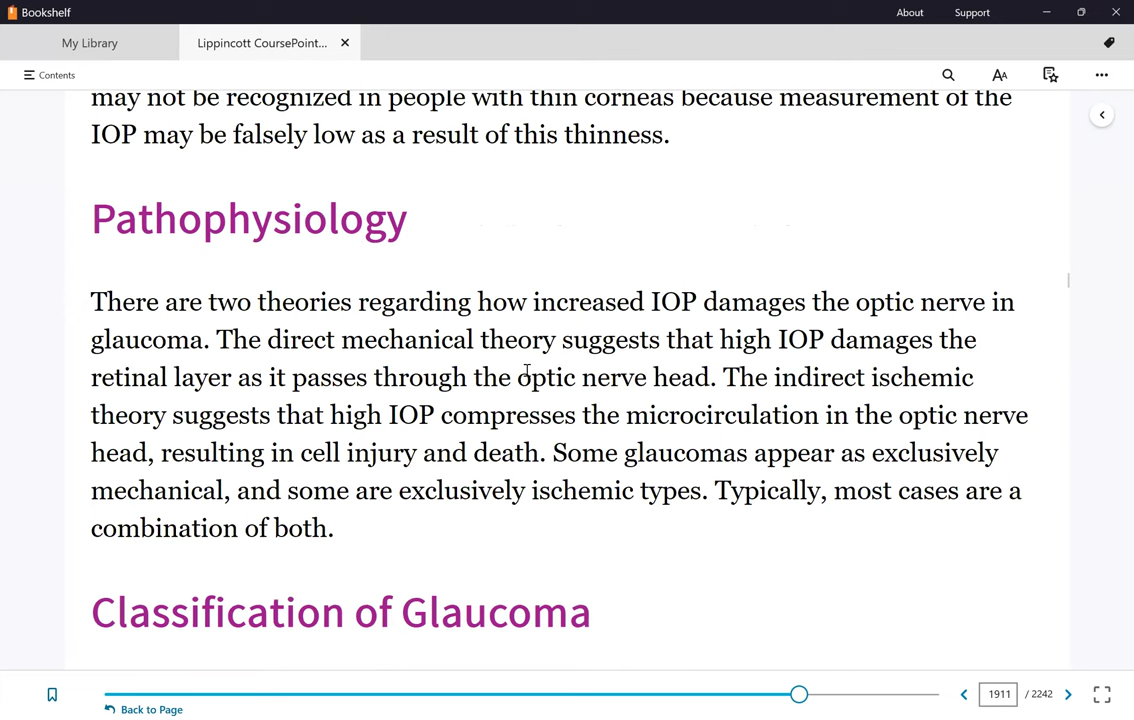 Bookshelf
About
Support
My Library
Lippincott CoursePoint...
Contents
may not be recognized in people with thin corneas because measurement of the
IOP may be falsely low as a result of this thinness.
Pathophysiology
There are two theories regarding how increased IOP damages the optic nerve in
glaucoma. The direct mechanical theory suggests that high IOP damages the
retinal layer as it passes through the optic nerve head. The indirect ischemic
theory suggests that high IOP compresses the microcirculation in the optic nerve
head, resulting in cell injury and death. Some glaucomas appear as exclusively
mechanical, and some are exclusively ischemic types. Typically, most cases are a
combination of both.
Classification of Glaucoma
1911 / 2242
Back to Page